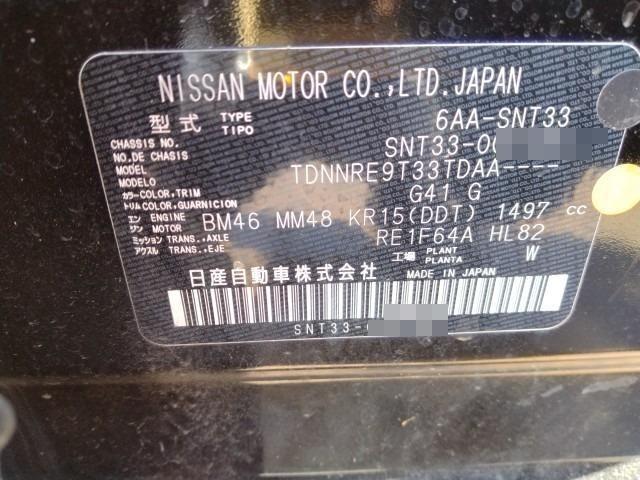 NISSAN MOTOR CO.,LTD.JAPAN
型式 TYPE TIPO 6AA-SNT33
CHASSIS NO. NO.DE CHASIS SNT33-0
MODEL MODELO TDNNRE9T33TDAA----
カラー COLOR,TRIM トリム COLOR,GUARNICION G41 G
エンジン ENGINE MOTOR BM46 MM48 KR15(DDT) 1497 cc
ミッション TRANS.,AXLE アクスル TRANS.,EJE RE1F64A HL82
工場 PLANT PLANTA W
日産自動車株式会社 MADE IN JAPAN
SNT33-